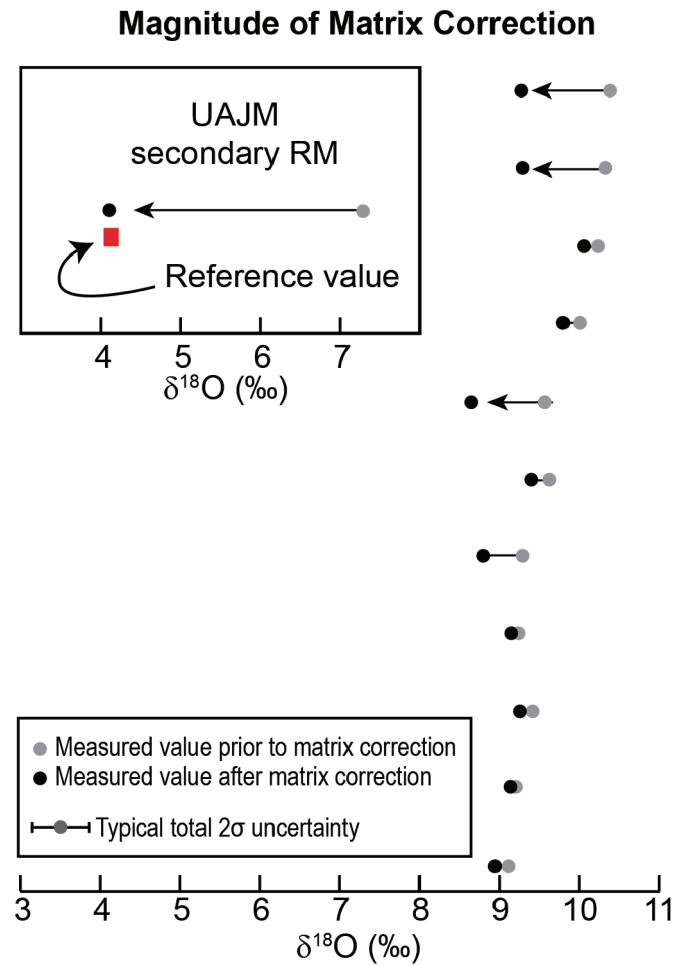 Magnitude of Matrix Correction
UAJM
secondary RM
Reference value
4 5 6 7
δ¹⁸O (‰)
Measured value prior to matrix correction
Measured value after matrix correction
Typical total 2σ uncertainty
3 4 5 6 7 8 9 10 11
δ¹⁸O (‰)